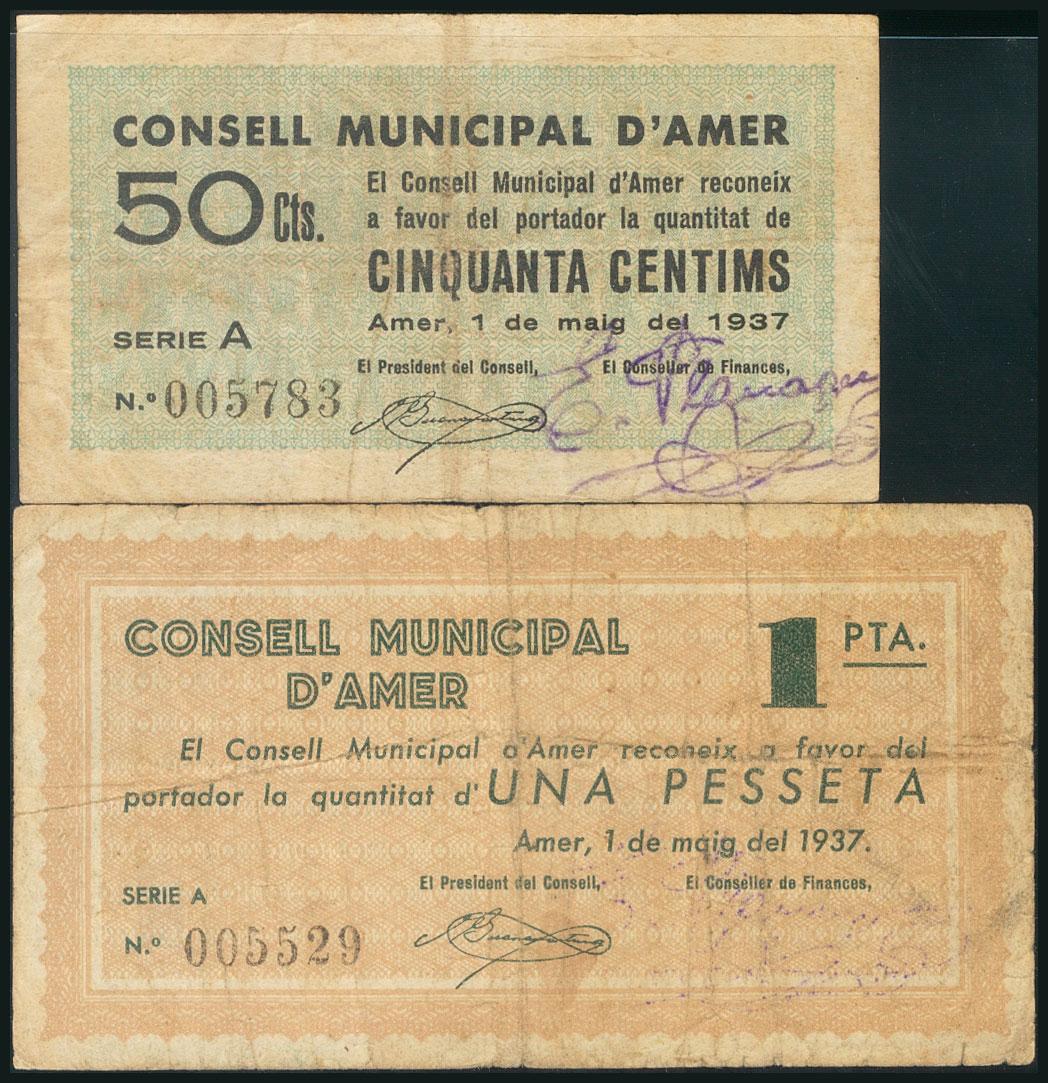 CONSELL MUNICIPAL D'AMER
50 Cts.
El Consell Municipal d'Amer reconeix
a favor del portador la quantitat de
CINQUANTA CENTIMS
Amer, 1 de maig del 1937
SERIE A
El President del Consell, El Conseller de Finances,
N.º 005783
CONSELL MUNICIPAL
D'AMER
1 PTA.
El Consell Municipal d'Amer reconeix a favor del
portador la quantitat d'UNA PESSETA
Amer, 1 de maig del 1937.
El President del Consell, El Conseller de Finances,
SERIE A
N.º 005529